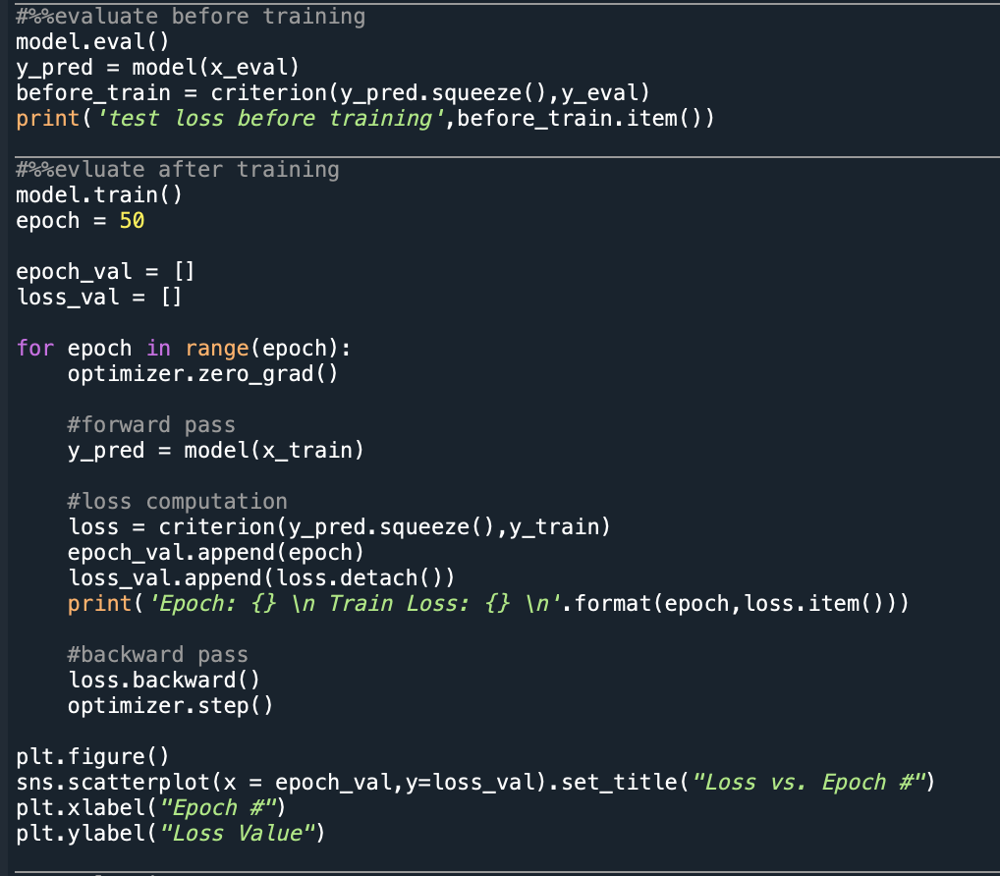 #%%evaluate before training
model.eval()
y_pred = model(x_eval)
before_train = criterion(y_pred.squeeze(),y_eval)
print('test loss before training',before_train.item())
#%%evluate after training
model.train()
epoch = 50
epoch_val = []
loss_val = []
for epoch in range(epoch):
    optimizer.zero_grad()
    #forward pass
    y_pred = model(x_train)
    #loss computation
    loss = criterion(y_pred.squeeze(),y_train)
    epoch_val.append(epoch)
    loss_val.append(loss.detach())
    print('Epoch: {} \n Train Loss: {} \n'.format(epoch,loss.item()))
    #backward pass
    loss.backward()
    optimizer.step()
plt.figure()
sns.scatterplot(x = epoch_val,y=loss_val).set_title("Loss vs. Epoch #")
plt.xlabel("Epoch #")
plt.ylabel("Loss Value")